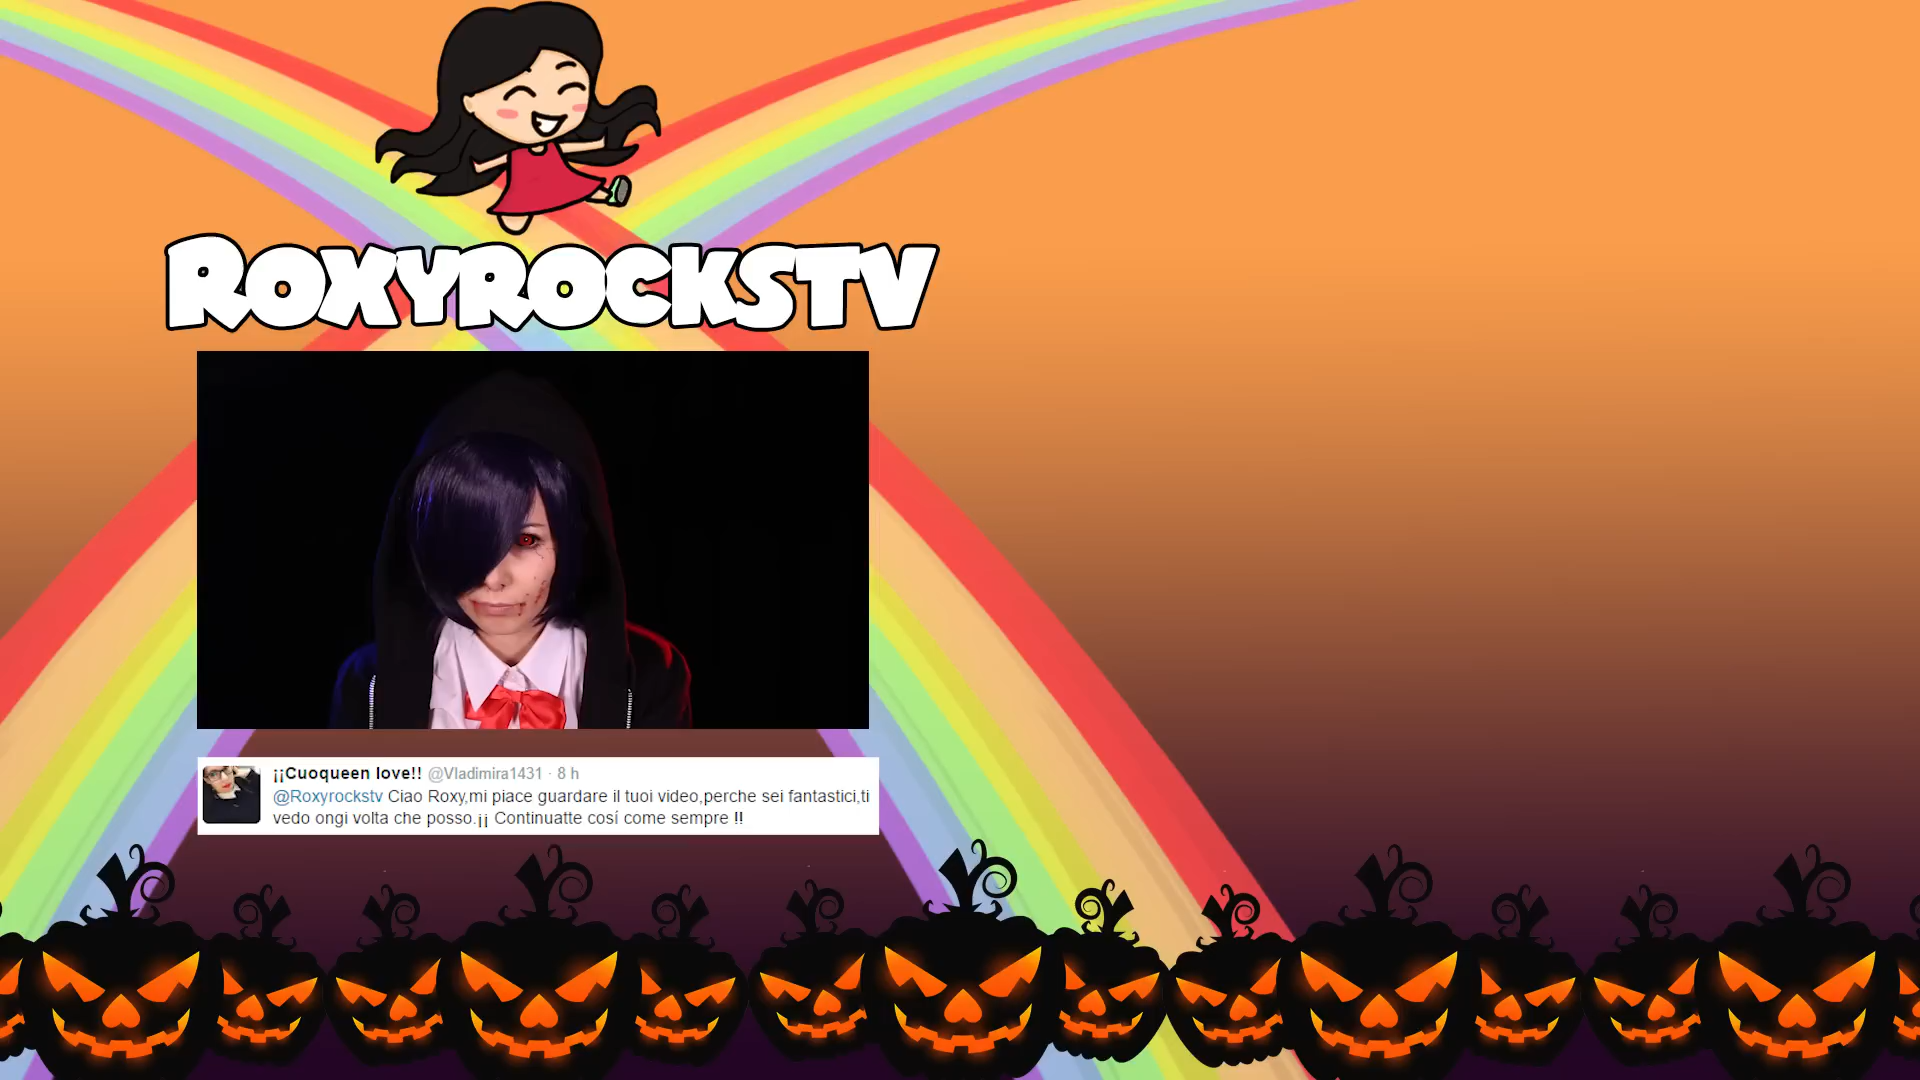 ROXYROCKSTV
¡¡Cuoqueen love!! @Vladimira1431 · 8 h
@Roxyrockstv Ciao Roxy,mi piace guardare il tuoi video,perche sei fantastici,ti
vedo ongi volta che posso.¡¡ Continuatte cosí come sempre !!